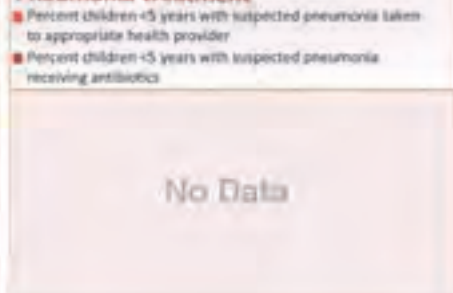 Percent children <5 years with suspected pneumonia taken
to appropriate health provider
Percent children <5 years with suspected pneumonia
receiving antibiotics
No Data